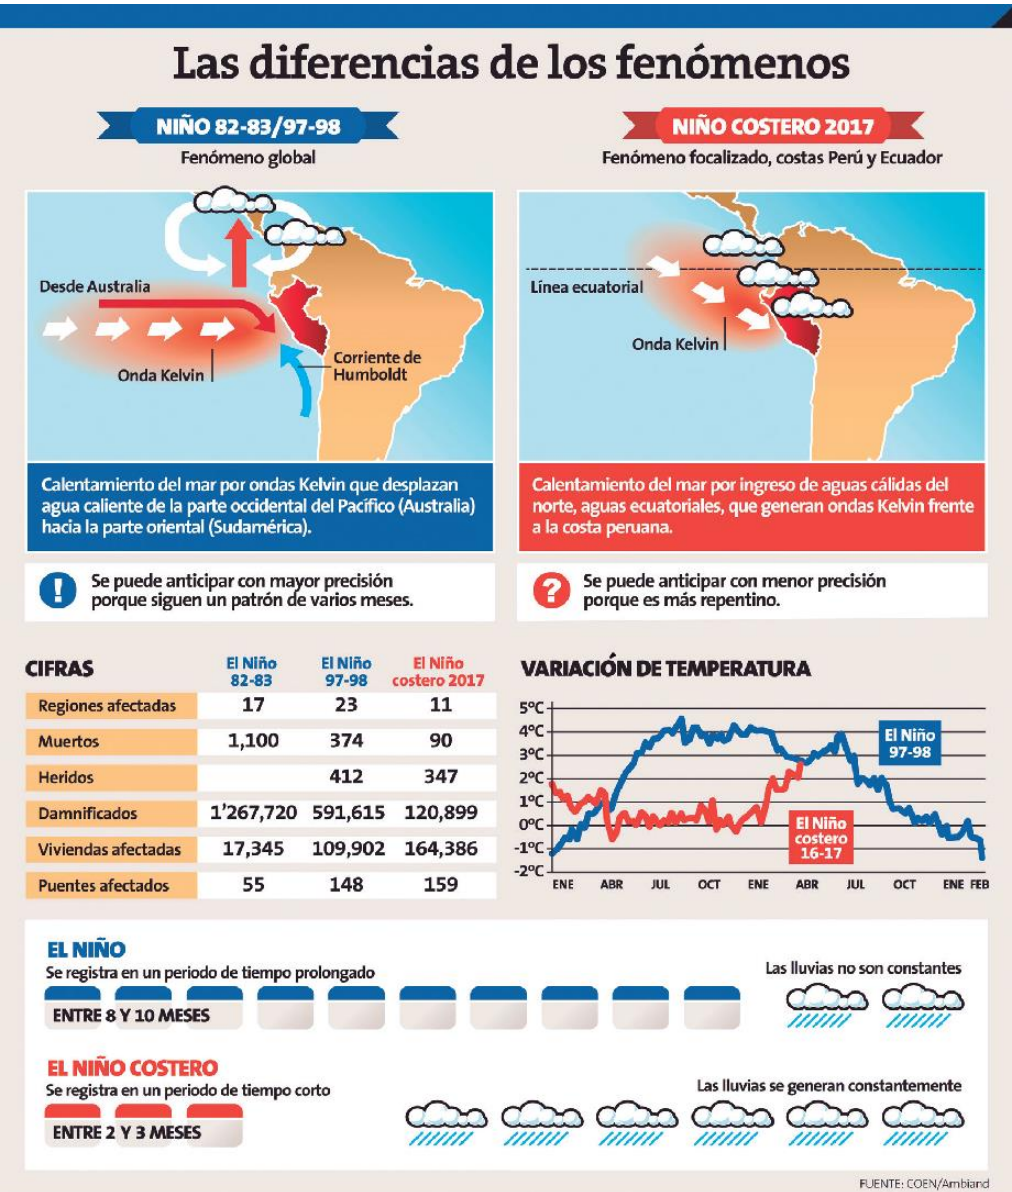 Las diferencias de los fenómenos
NIÑO 82-83/97-98
Fenómeno global
Desde Australia
Onda Kelvin
Corriente de
Humboldt
Calentamiento del mar por ondas Kelvin que desplazan
agua caliente de la parte occidental del Pacífico (Australia)
hacia la parte oriental (Sudamérica).
!
Se puede anticipar con mayor precisión
porque siguen un patrón de varios meses.
NIÑO COSTERO 2017
Fenómeno focalizado, costas Perú y Ecuador
Línea ecuatorial
Onda Kelvin
Calentamiento del mar por ingreso de aguas cálidas del
norte, aguas ecuatoriales, que generan ondas Kelvin frente
a la costa peruana.
?
Se puede anticipar con menor precisión
porque es más repentino.
CIFRAS
El Niño
82-83
El Niño
97-98
El Niño
costero 2017
Regiones afectadas 17 23 11
Muertos 1,100 374 90
Heridos 412 347
Damnificados 1'267,720 591,615 120,899
Viviendas afectadas 17,345 109,902 164,386
Puentes afectados 55 148 159
VARIACIÓN DE TEMPERATURA
5ºC
4ºC
3ºC
2ºC
1ºC
0ºC
-1ºC
-2ºC
El Niño
97-98
El Niño
costero
16-17
ENE ABR JUL OCT ENE ABR JUL OCT ENE FEB
EL NIÑO
Se registra en un periodo de tiempo prolongado
ENTRE 8 Y 10 MESES
Las lluvias no son constantes
EL NIÑO COSTERO
Se registra en un periodo de tiempo corto
ENTRE 2 Y 3 MESES
Las lluvias se generan constantemente
FUENTE: COEN/Ambiand